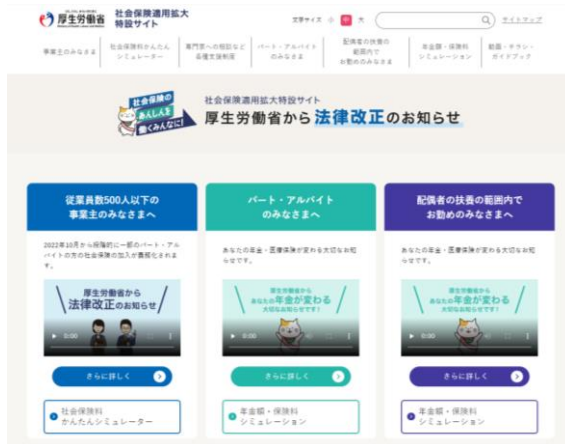 厚生労働省
社会保険適用拡大
特設サイト
文字サイズ 小 中 大
サイトマップ
事業主のみなさま
社会保険料かんたん
シミュレーター
専門家への相談など
各種支援制度
パート・アルバイト
のみなさま
配偶者の扶養の
範囲内で
お勤めのみなさま
年金額・保険料
シミュレーション
動画・チラシ・
ガイドブック
社会保険の
あんしんを
働くみんなに!
社会保険適用拡大特設サイト
厚生労働省から法律改正のお知らせ
従業員数500人以下の
事業主のみなさまへ
2022年10月から段階的に一部のパート・アル
バイトの方の社会保険の加入が義務化されま
す。
厚生労働省から
法律改正のお知らせ
0:00
さらに詳しく
社会保険料
かんたんシミュレーター
パート・アルバイト
のみなさまへ
あなたの年金・医療保険が変わる大切なお知
らせです。
厚生労働省から
あなたの年金が変わる
大切なお知らせです!
0:00
さらに詳しく
年金額・保険料
シミュレーション
配偶者の扶養の範囲内で
お勤めのみなさまへ
あなたの年金・医療保険が変わる大切なお知
らせです。
厚生労働省から
あなたの年金が変わる
大切なお知らせです!
0:00
さらに詳しく
年金額・保険料
シミュレーション